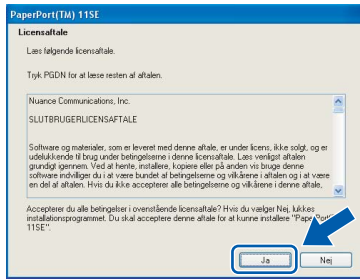 PaperPort(TM) 11SE
Licensaftale
Læs følgende licensaftale.
Tryk PGDN for at læse resten af aftalen.
Nuance Communications, Inc.
SLUTBRUGERLICENSAFTALE
Software og materialer, som er leveret med denne aftale, er under licens, ikke solgt, og er
udelukkende til brug under betingelserne i denne licensaftale. Læs venligst aftalen
grundigt igennem. Ved at hente, installere, kopiere eller på anden vis bruge denne
software indvilliger du i at være bundet af betingelserne og vilkårene i aftalen og i at være
en del af aftalen. Hvis du ikke accepterer alle betingelser og vilkårene i denne aftale,
Accepterer du alle betingelser i ovenstående licensaftale? Hvis du vælger Nej, lukkes
installationsprogrammet. Du skal acceptere denne aftale for at kunne installere "PaperPort
11SE".
Ja
Nej